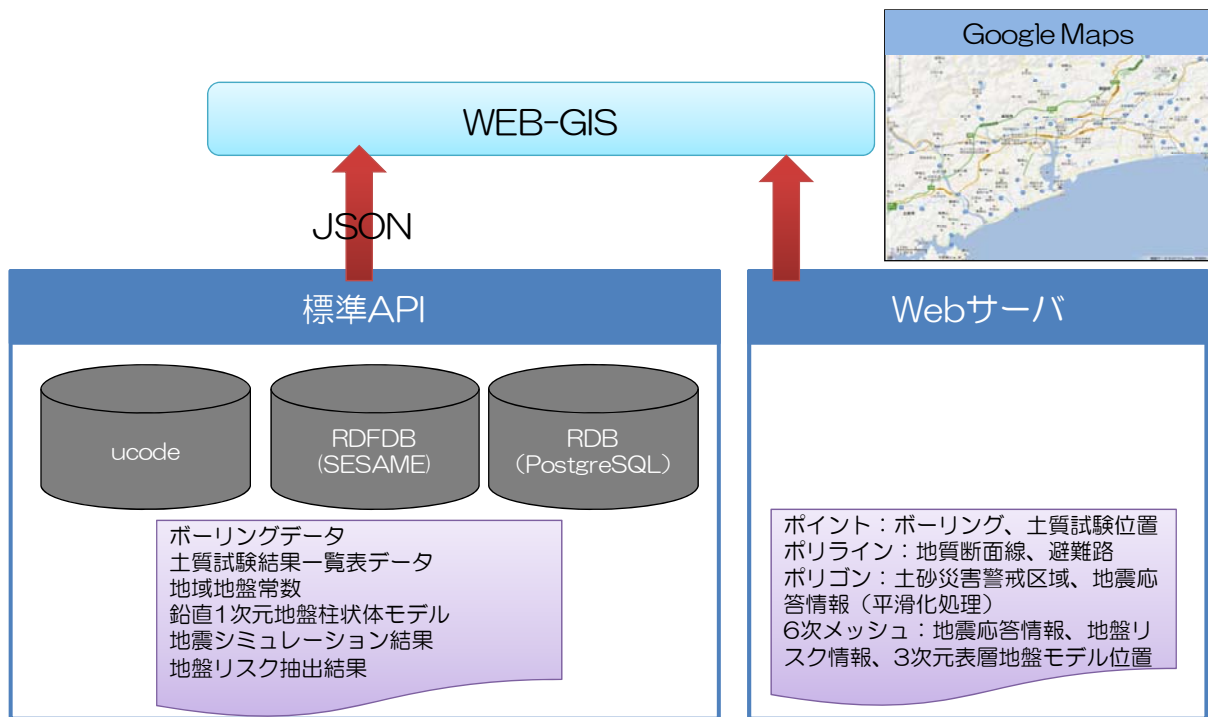 Google Maps
WEB-GIS
JSON
標準API
ucode
RDFDB
(SESAME)
RDB
（PostgreSQL）
ボーリングデータ
土質試験結果一覧表データ
地域地盤常数
鉛直1次元地盤柱状体モデル
地震シミュレーション結果
地盤リスク抽出結果
Webサーバ
ポイント：ボーリング、土質試験位置
ポリライン：地質断面線、避難路
ポリゴン：土砂災害警戒区域、地震応
答情報（平滑化処理）
6次メッシュ：地震応答情報、地盤リ
スク情報、3次元表層地盤モデル位置